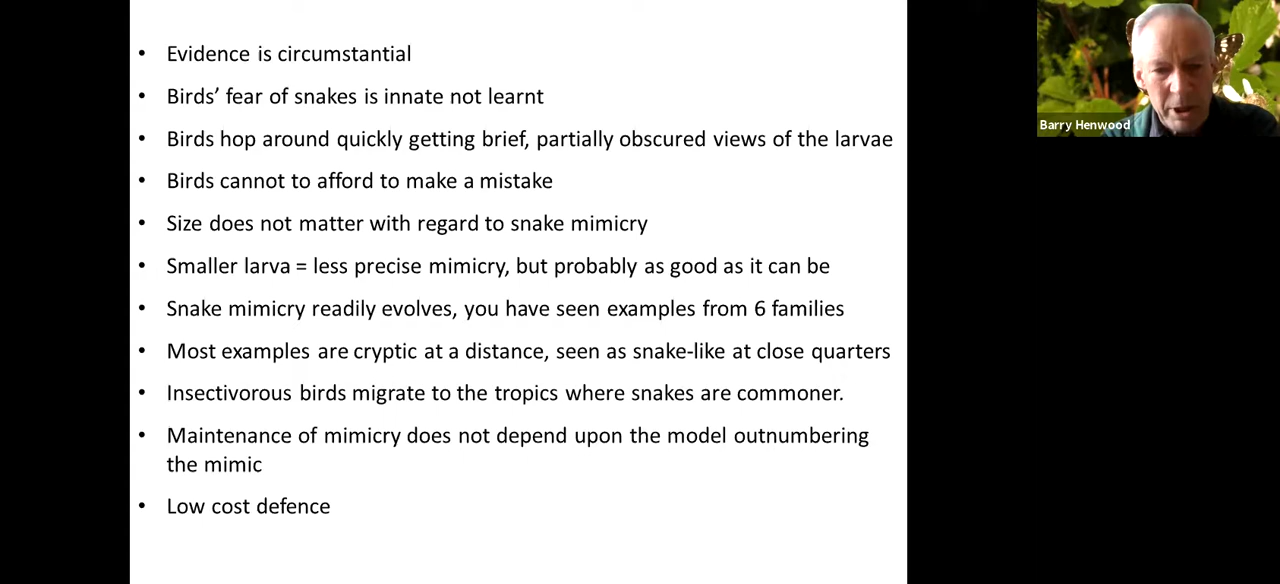 • Evidence is circumstantial
• Birds’ fear of snakes is innate not learnt
• Birds hop around quickly getting brief, partially obscured views of the larvae
• Birds cannot to afford to make a mistake
• Size does not matter with regard to snake mimicry
• Smaller larva = less precise mimicry, but probably as good as it can be
• Snake mimicry readily evolves, you have seen examples from 6 families
• Most examples are cryptic at a distance, seen as snake-like at close quarters
• Insectivorous birds migrate to the tropics where snakes are commoner.
• Maintenance of mimicry does not depend upon the model outnumbering
the mimic
• Low cost defence
Barry Henwood